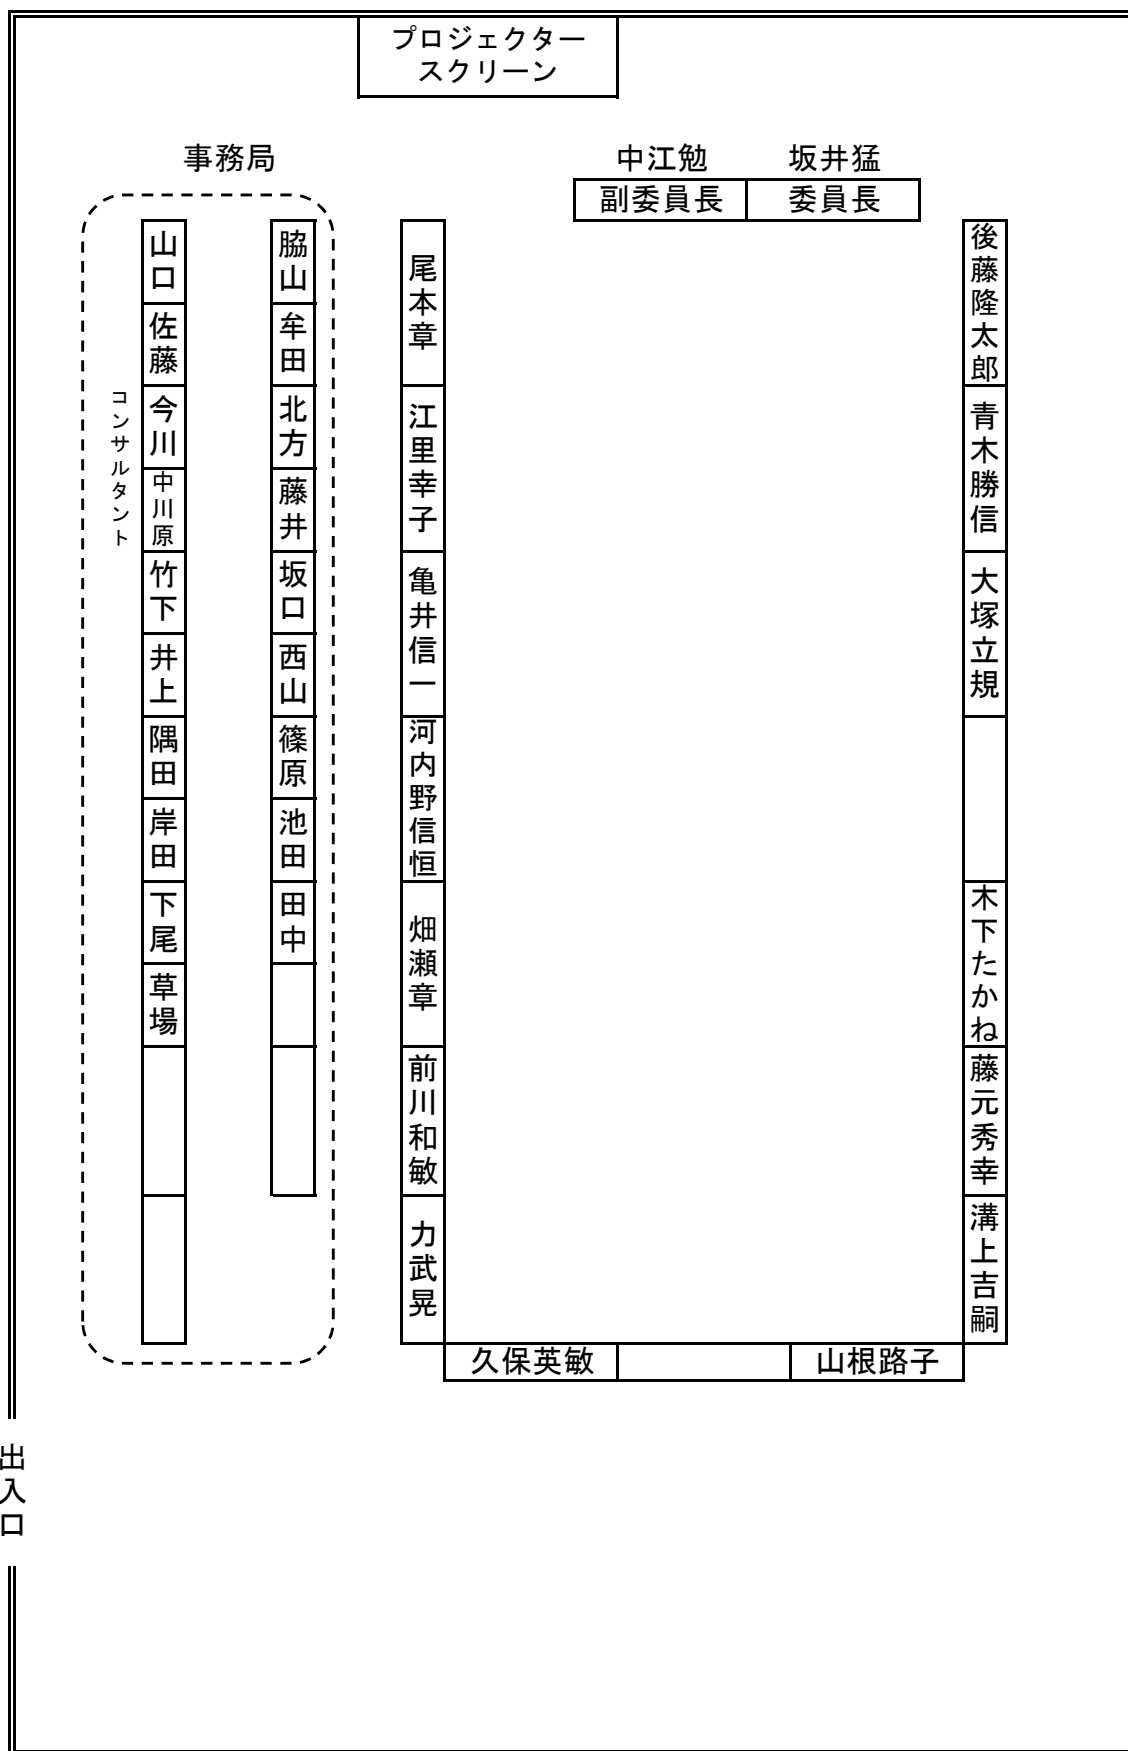 プロジェクター
スクリーン
事務局
中江勉
坂井猛
副委員長
委員長
コンサルタント
山口
佐藤
今川
中川原
竹下
井上
隅田
岸田
下尾
草場
脇山
牟田
北方
藤井
坂口
西山
篠原
池田
田中
尾本章
江里幸子
亀井信一
河内野信恒
畑瀬章
前川和敏
力武晃
後藤隆太郎
青木勝信
大塚立規
木下たかね
藤元秀幸
溝上吉嗣
久保英敏
山根路子
出入口